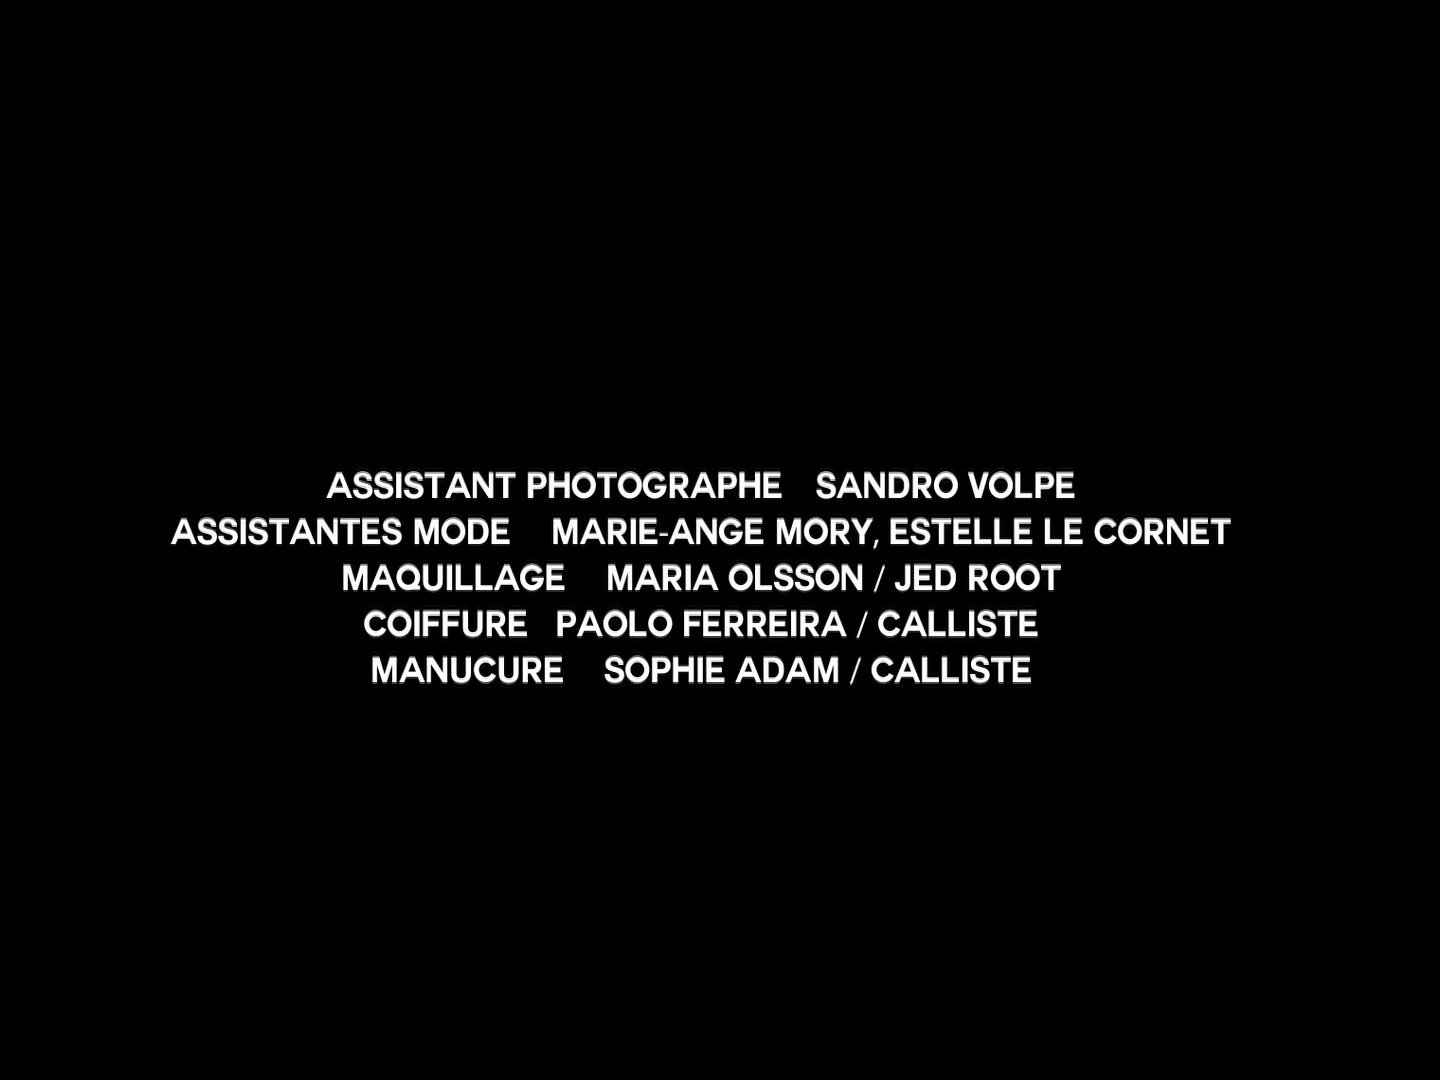 ASSISTANT PHOTOGRAPHE SANDRO VOLPE
ASSISTANTES MODE MARIE-ANGE MORY, ESTELLE LE CORNET
MAQUILLAGE MARIA OLSSON / JED ROOT
COIFFURE PAOLO FERREIRA / CALLISTE
MANUCURE SOPHIE ADAM / CALLISTE